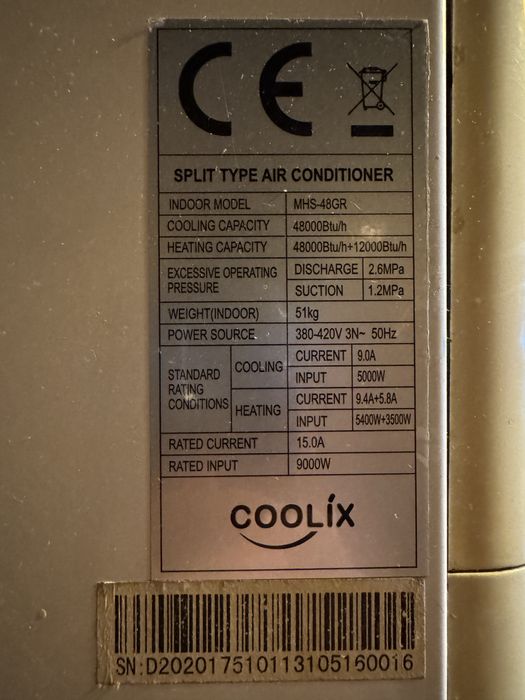 CE
SPLIT TYPE AIR CONDITIONER
INDOOR MODEL MHS-48GR
COOLING CAPACITY 48000Btu/h
HEATING CAPACITY 48000Btu/h+12000Btu/h
EXCESSIVE OPERATING PRESSURE DISCHARGE 2.6MPa
SUCTION 1.2MPa
WEIGHT(INDOOR) 51kg
POWER SOURCE 380-420V 3N~ 50Hz
STANDARD RATING CONDITIONS COOLING CURRENT 9.0A
INPUT 5000W
HEATING CURRENT 9.4A+5.8A
INPUT 5400W+3500W
RATED CURRENT 15.0A
RATED INPUT 9000W
COOLíX
SN:D202017510113105160016